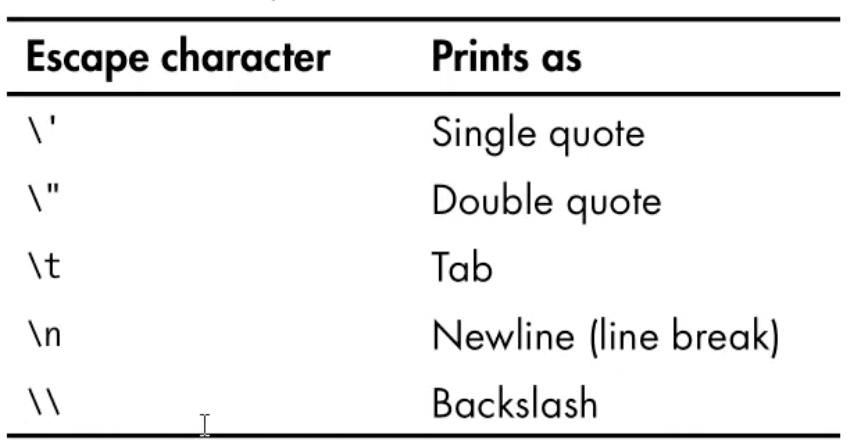 Escape character Prints as
\' Single quote
\" Double quote
\t Tab
\n Newline (line break)
\\ Backslash